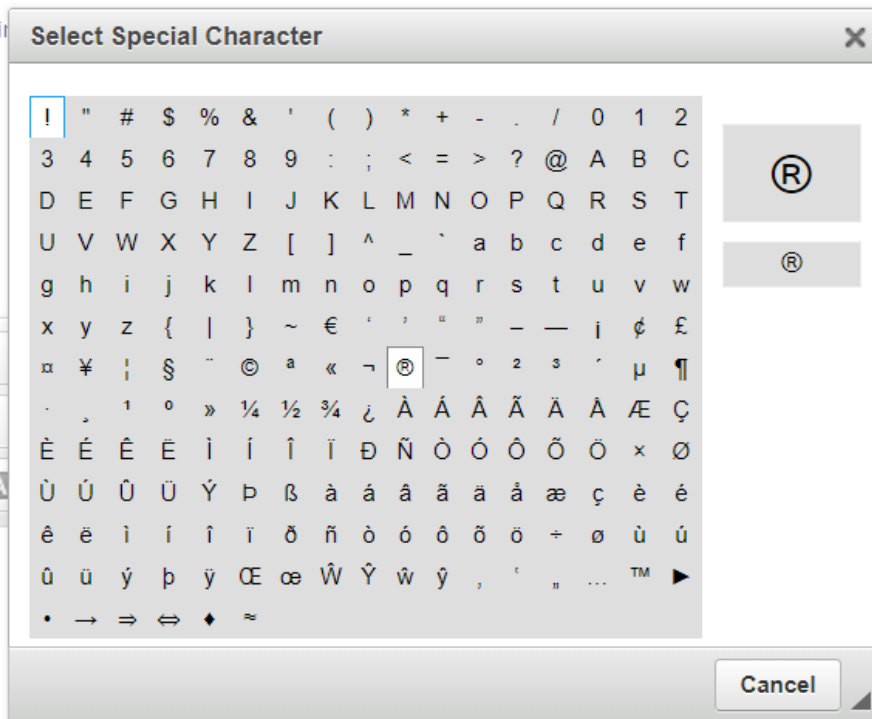 Select Special Character
! " # $ % & ' ( ) * + - . / 0 1 2
3 4 5 6 7 8 9 : ; < = > ? @ A B C
D E F G H I J K L M N O P Q R S T
U V W X Y Z [ ] ^ _ ` a b c d e f
g h i j k l m n o p q r s t u v w
x y z { | } ~ € ‘ ’ “ ” – — ¡ ¢ £
¤ ¥ ¦ § ¨ © ª « ¬ ® ¯ ° ² ³ ´ µ ¶
· ¸ ¹ º » ¼ ½ ¾ ¿ À Á Â Ã Ä Å Æ Ç
È É Ê Ë Ì Í Î Ï Ð Ñ Ò Ó Ô Õ Ö × Ø
Ù Ú Û Ü Ý Þ ß à á â ã ä å æ ç è é
ê ë ì í î ï ð ñ ò ó ô õ ö ÷ ø ù ú
û ü ý þ ÿ Œ œ Ŵ Ŷ ŵ ŷ ‚ ‛ „ … ™ ►
• → ⇒ ⇔ ♦ ≈
®
®
Cancel